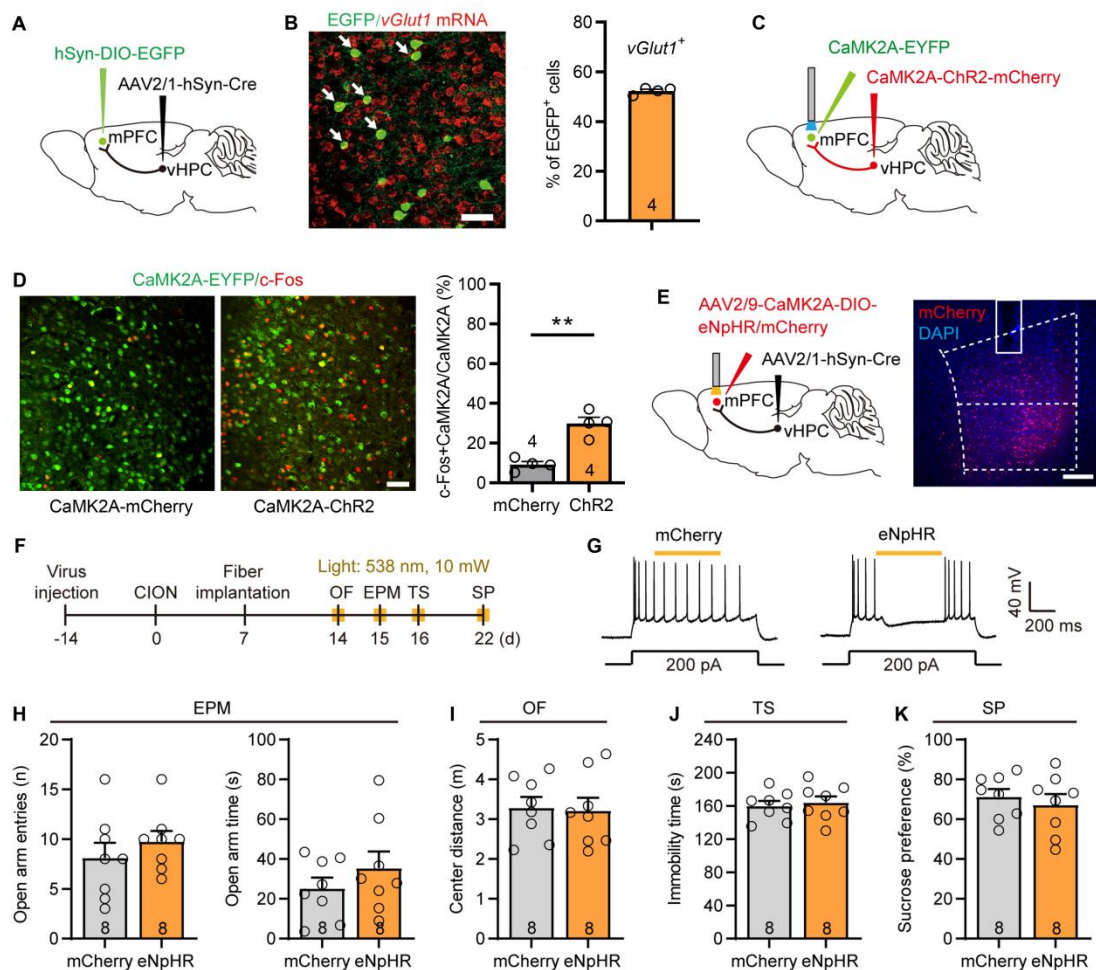 A
hSyn-DIO-EGFP
AAV2/1-hSyn-Cre
mPFC
vHPC
B
EGFP/vGlut1 mRNA
% of EGFP+ cells
80
60
40
20
0
vGlut1+
4
C
CaMK2A-EYFP
CaMK2A-ChR2-mCherry
mPFC
vHPC
D
CaMK2A-EYFP/c-Fos
CaMK2A-mCherry
CaMK2A-ChR2
c-Fos+CaMK2A/CaMK2A (%)
100
80
60
40
20
0
**
4
4
mCherry
ChR2
E
AAV2/9-CaMK2A-DIO-
eNpHR/mCherry
AAV2/1-hSyn-Cre
mPFC
vHPC
mCherry
DAPI
F
Light: 538 nm, 10 mW
Virus
injection
CION
Fiber
implantation
OF
EPM
TS
SP
-14
0
7
14
15
16
22 (d)
G
mCherry
eNpHR
40 mV
200 ms
200 pA
200 pA
H
EPM
Open arm entries (n)
20
15
10
5
0
8
8
mCherry eNpHR
Open arm time (s)
100
80
60
40
20
0
8
8
mCherry eNpHR
I
OF
Center distance (m)
5
4
3
2
1
0
8
8
mCherry eNpHR
J
TS
Immobility time (s)
240
200
160
120
80
40
0
8
8
mCherry eNpHR
K
SP
Sucrose preference (%)
100
80
60
40
20
0
8
8
mCherry eNpHR